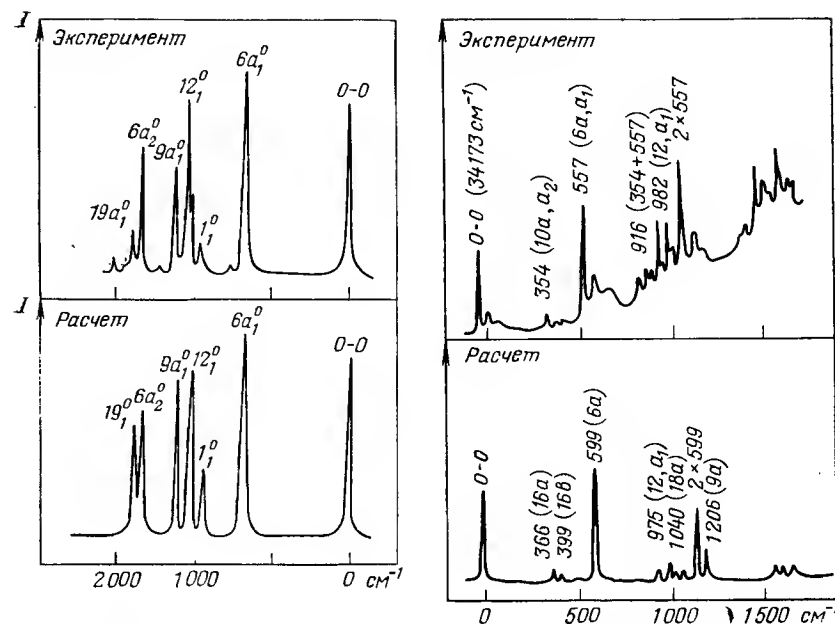 I
Эксперимент
19a₁⁰
6a₂⁰
9a₁⁰
12₁⁰
1₁⁰
6a₁⁰
0-0
I
Расчет
19₁⁰
6a₂⁰
9a₁⁰
12₁⁰
1₁⁰
6a₁⁰
0-0
2000
1000
0
см⁻¹
Эксперимент
0-0 (34173 см⁻¹)
354 (10a, a₂)
557 (6a, a₁)
916 (354+557)
982 (12, a₁)
2×557
Расчет
0-0
366 (16a)
399 (16в)
599 (6a)
975 (12, a₁)
1040 (18a)
2×599
1206 (9a)
0
500
1000
1500
см⁻¹